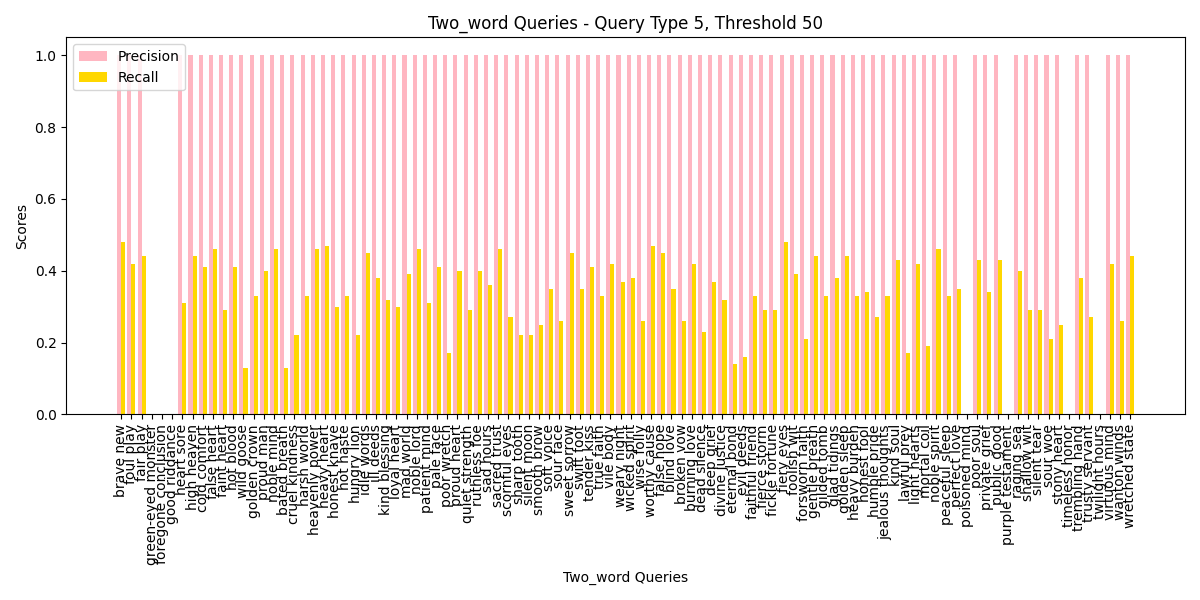 Two_word Queries - Query Type 5, Threshold 50
Precision
Recall
Scores
1.0
0.8
0.6
0.4
0.2
0.0
brave new
foul play
fair play
green-eyed monster
foregone conclusion
good riddance
heart sore
high heaven
cold comfort
false heart
faint heart
hot blood
wild goose
golden crown
proud man
noble mind
bated breath
cruel kindness
harsh world
heavenly power
heavy heart
honest knave
hot haste
hungry lion
idle words
ill deeds
kind blessing
loyal heart
mad world
noble lord
patient mind
pale face
poor wretch
proud heart
quiet strength
ruthless foe
sad hours
sacred trust
scornful eyes
sharp tooth
silent moon
smooth brow
soft voice
sour face
sweet sorrow
swift foot
tender kiss
true faith
vile body
weary night
wicked spirit
wise folly
worthy cause
dashed hope
blind love
broken vow
burning love
dead silence
deep grief
divine justice
eternal bond
evil deeds
faithful friend
fierce storm
fickle fortune
fiery eyes
foolish wit
forsworn faith
gentle breath
gilded tomb
glad tidings
golden sleep
heavy burden
honest fool
humble pride
jealous pangs
kind soul
lawful prey
light hearts
mortal coil
noble spirit
peaceful sleep
perfect love
poisoned mind
poor soul
private grief
public good
purple testament
raging sea
shallow wit
silent tear
sour woe
stony heart
trembling hand
trusty servant
twilight hours
virtuous mind
wanton wind
wretched state
Two_word Queries